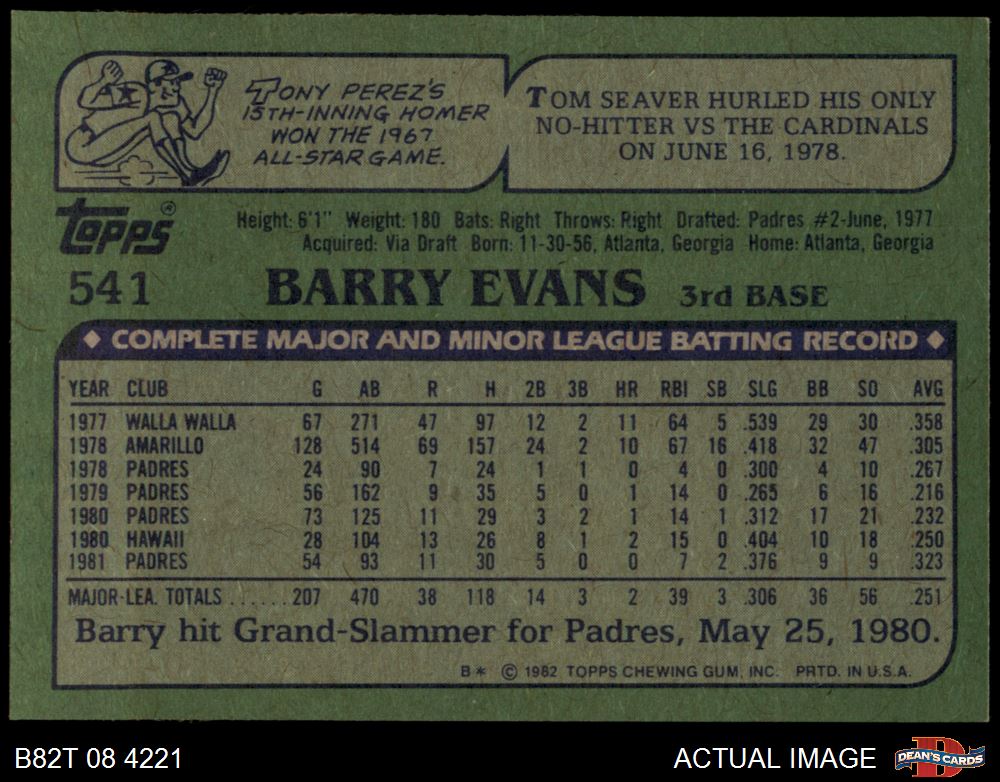 TONY PEREZ'S
15TH-INNING HOMER
WON THE 1967
ALL-STAR GAME.
TOM SEAVER HURLED HIS ONLY
NO-HITTER VS THE CARDINALS
ON JUNE 16, 1978.
topps®
Height: 6'1" Weight: 180 Bats: Right Throws: Right Drafted: Padres #2-June, 1977
Acquired: Via Draft Born: 11-30-56, Atlanta, Georgia Home: Atlanta, Georgia
541 BARRY EVANS 3rd BASE
◆ COMPLETE MAJOR AND MINOR LEAGUE BATTING RECORD ◆
YEAR CLUB G AB R H 2B 3B HR RBI SB SLG BB SO AVG
1977 WALLA WALLA 67 271 47 97 12 2 11 64 5 .539 29 30 .358
1978 AMARILLO 128 514 69 157 24 2 10 67 16 .418 32 47 .305
1978 PADRES 24 90 7 24 1 1 0 4 0 .300 4 10 .267
1979 PADRES 56 162 9 35 5 0 1 14 0 .265 6 16 .216
1980 PADRES 73 125 11 29 3 2 1 14 1 .312 17 21 .232
1980 HAWAII 28 104 13 26 8 1 2 15 0 .404 10 18 .250
1981 PADRES 54 93 11 30 5 0 0 7 2 .376 9 9 .323
MAJOR-LEA. TOTALS ......207 470 38 118 14 3 2 39 3 .306 36 56 .251
Barry hit Grand-Slammer for Padres, May 25, 1980.
B* © 1982 TOPPS CHEWING GUM, INC. PRTD. IN U.S.A.
B82T 08 4221
ACTUAL IMAGE
D
DEAN'S CARDS